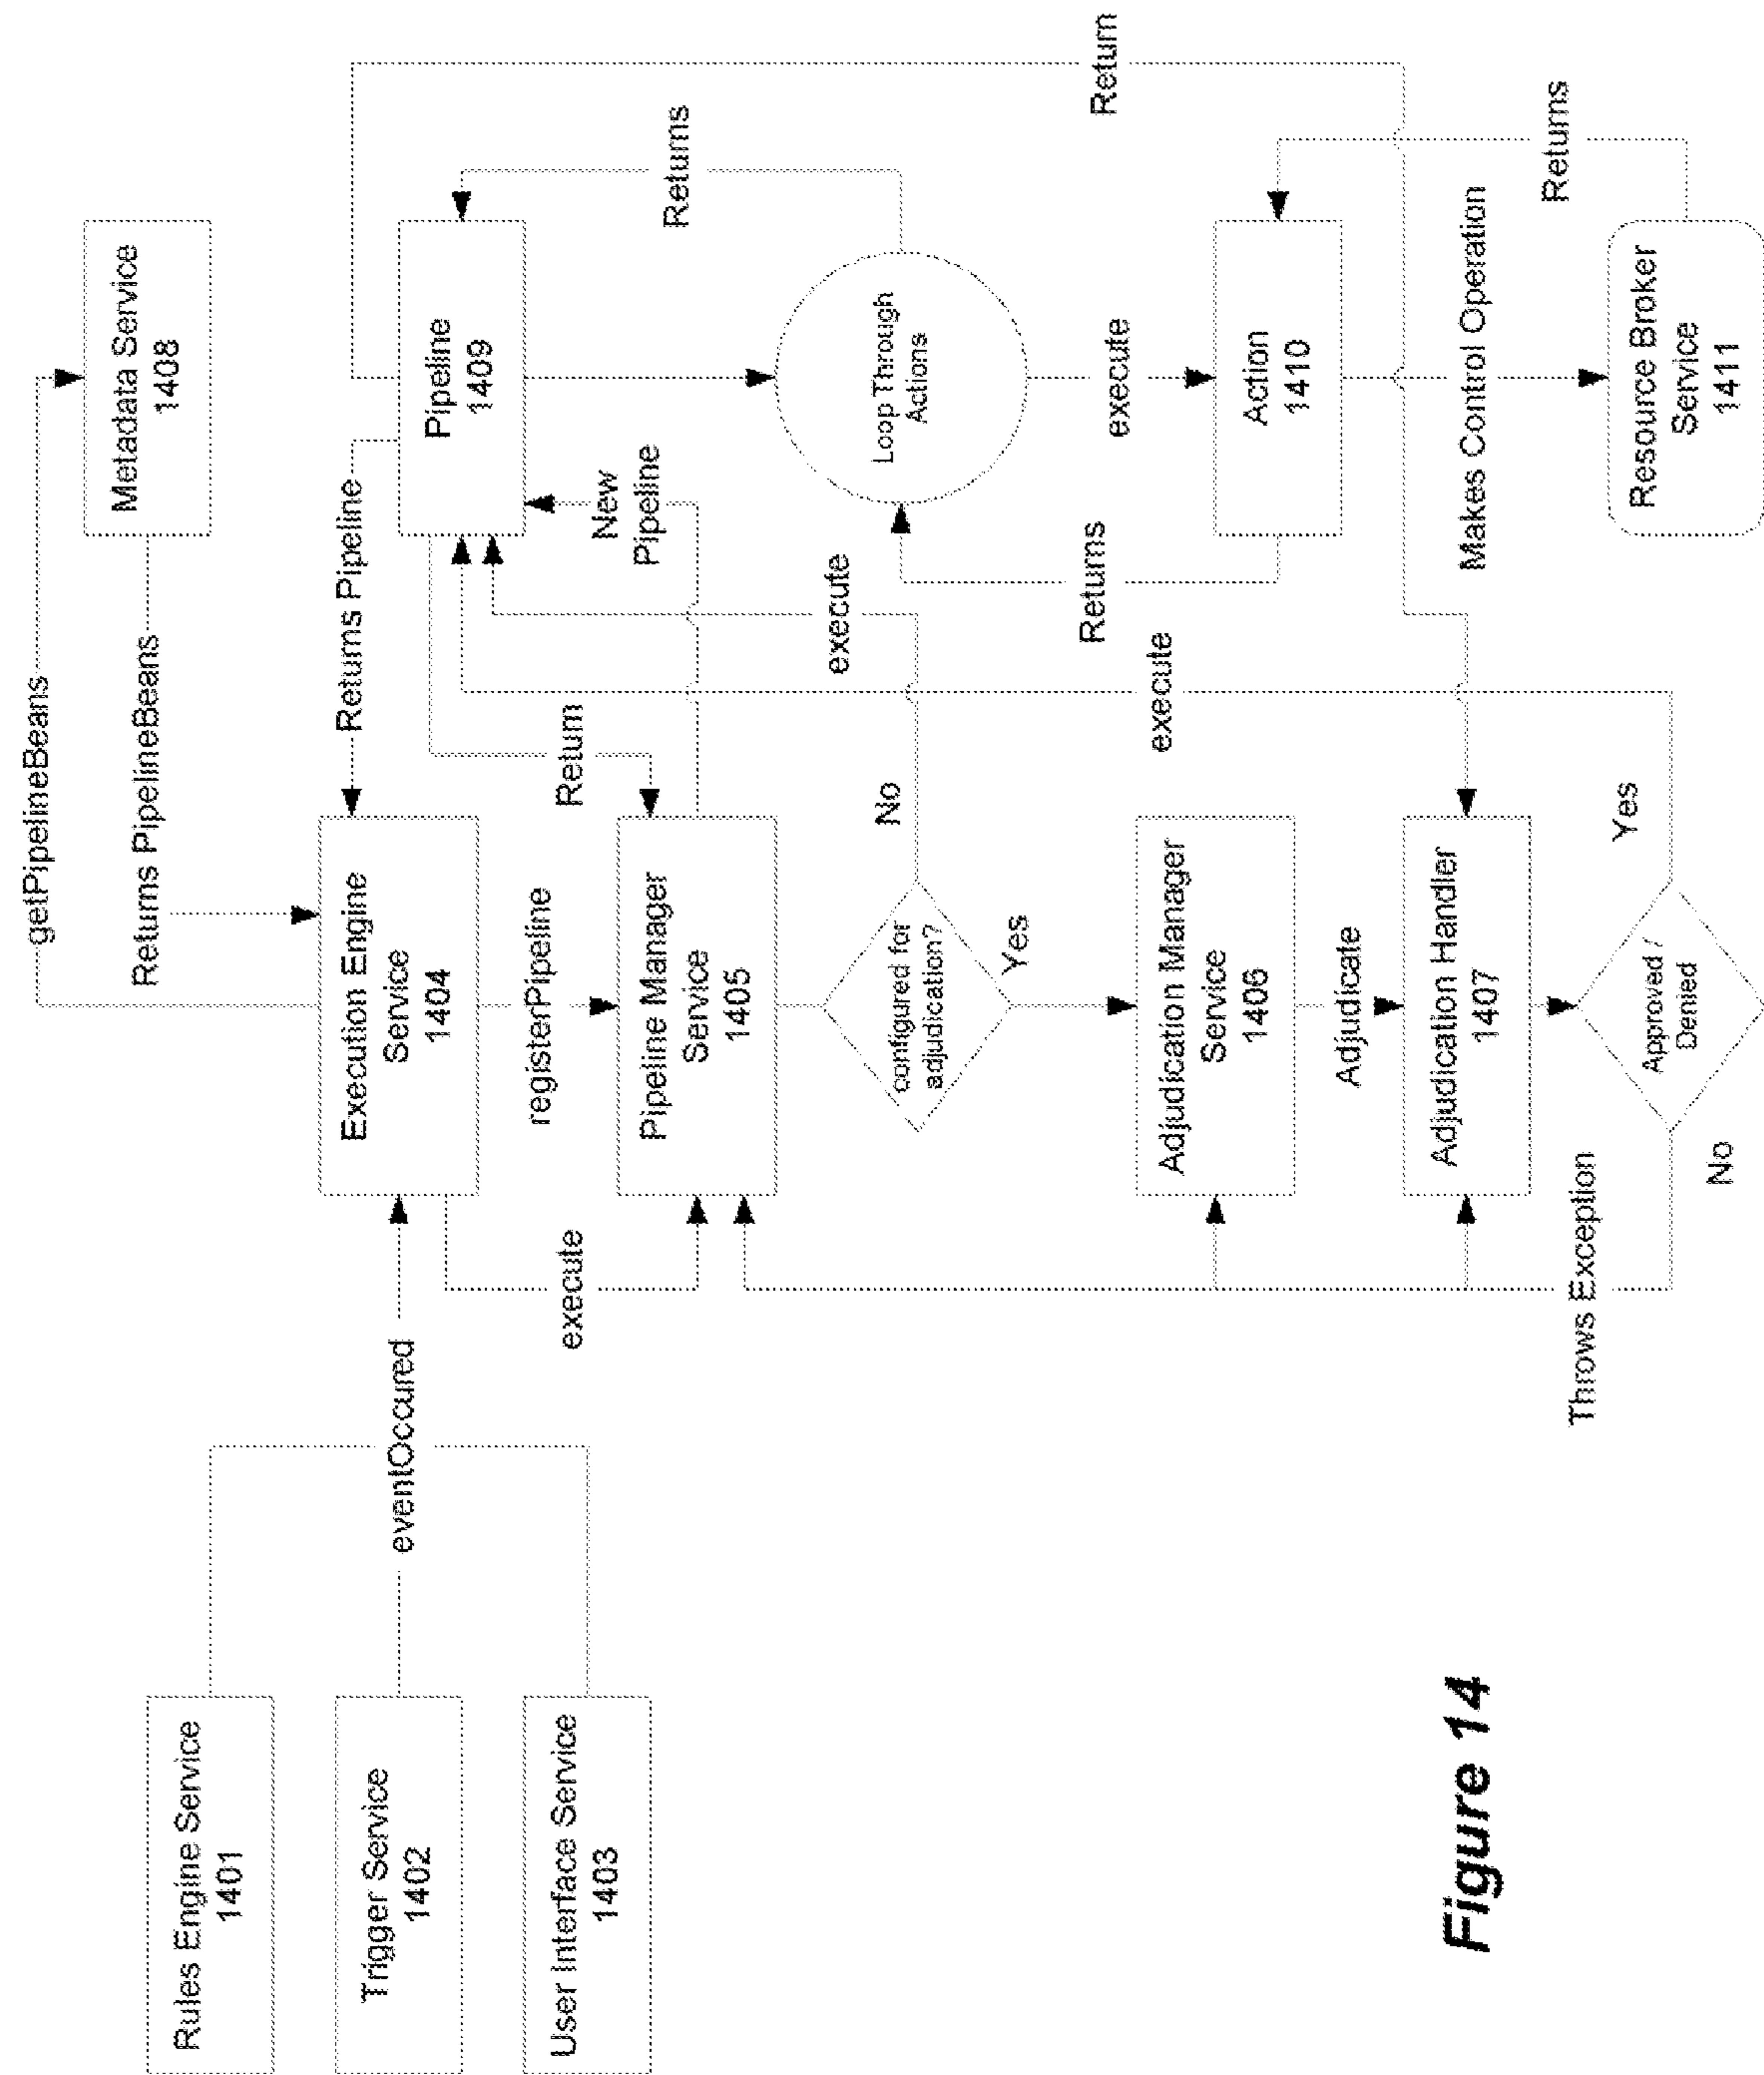 Rules Engine Service
1401
Trigger Service
1402
User Interface Service
1403
eventOccured
getPipelineBeans
Returns PipelineBeans
Metadata Service
1408
Execution Engine
Service
1404
Returns Pipeline
Pipeline
1409
execute
registerPipeline
Return
New
Pipeline
Returns
Return
Pipeline Manager
Service
1405
configured for
adjudication?
No
Yes
execute
Loop Through
Actions
Returns
execute
Adjudication Manager
Service
1406
execute
Action
1410
Adjudicate
Makes Control Operation
Returns
Adjudication Handler
1407
Throws Exception
Approved /
Denied
Yes
No
Resource Broker
Service
1411
Figure 14